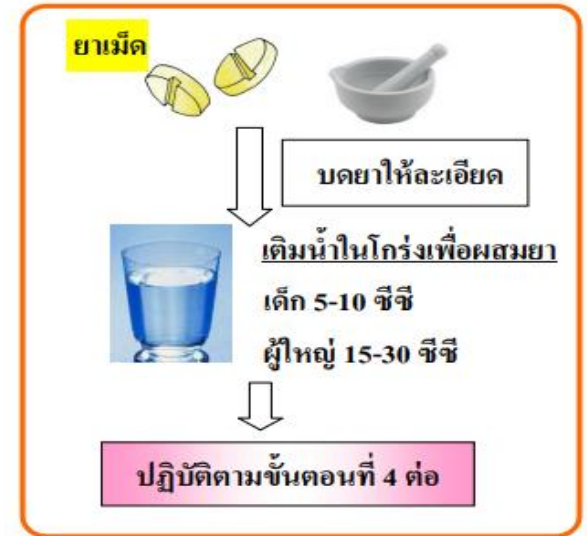 ยาเม็ด
บดยาให้ละเอียด
เติมน้ำในโกร่งเพื่อผสมยา
เด็ก 5-10 ซีซี
ผู้ใหญ่ 15-30 ซีซี
ปฏิบัติตามขั้นตอนที่ 4 ต่อ